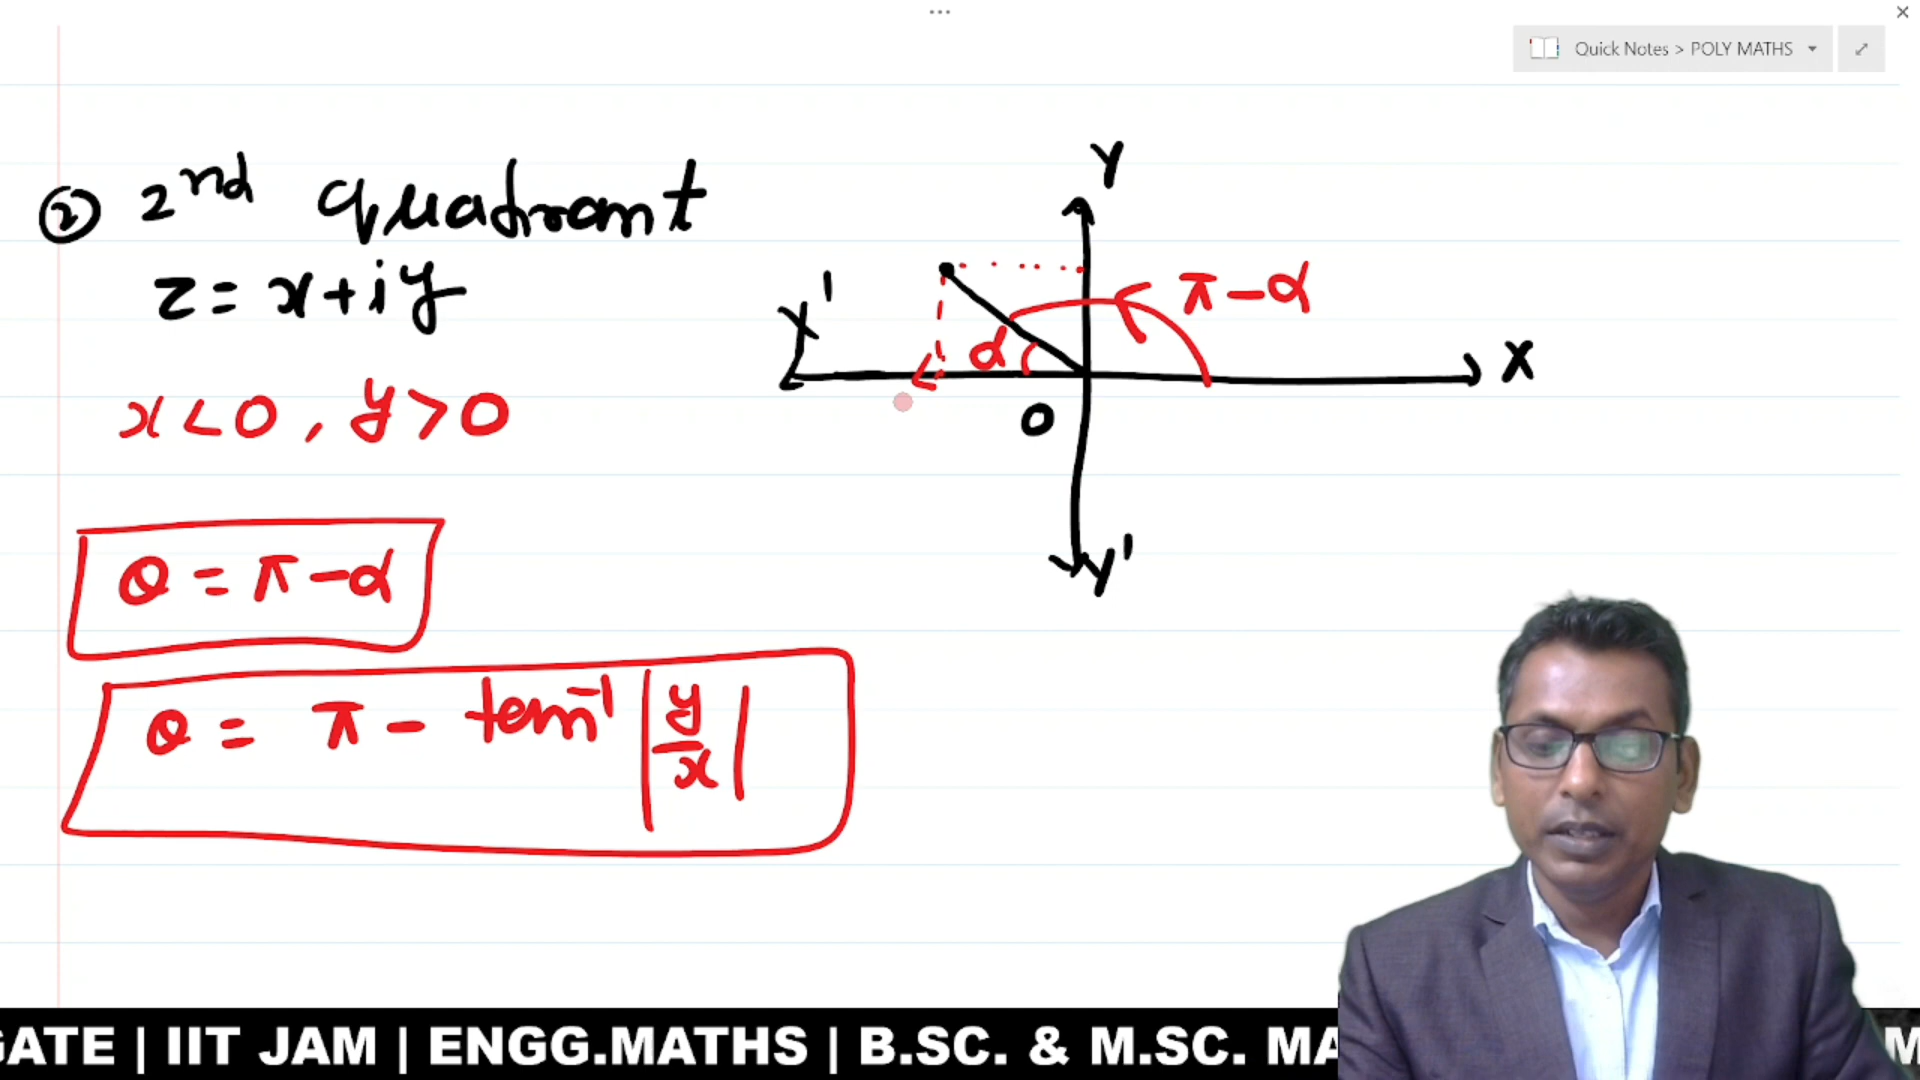 Quick Notes > POLY MATHS
② 2nd quadrant
z = x + iy
x < 0 , y > 0
θ = π - α
θ = π - tan⁻¹ |y/x|
Y
X'
π - α
α
X
O
Y'
GATE | IIT JAM | ENGG.MATHS | B.SC. & M.SC. MA
M